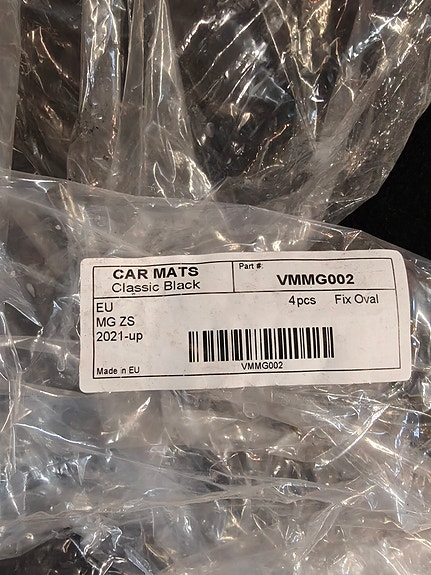 CAR MATS
Classic Black
Part #:
VMMG002
EU
4pcs Fix Oval
MG ZS
2021-up
Made in EU
VMMG002